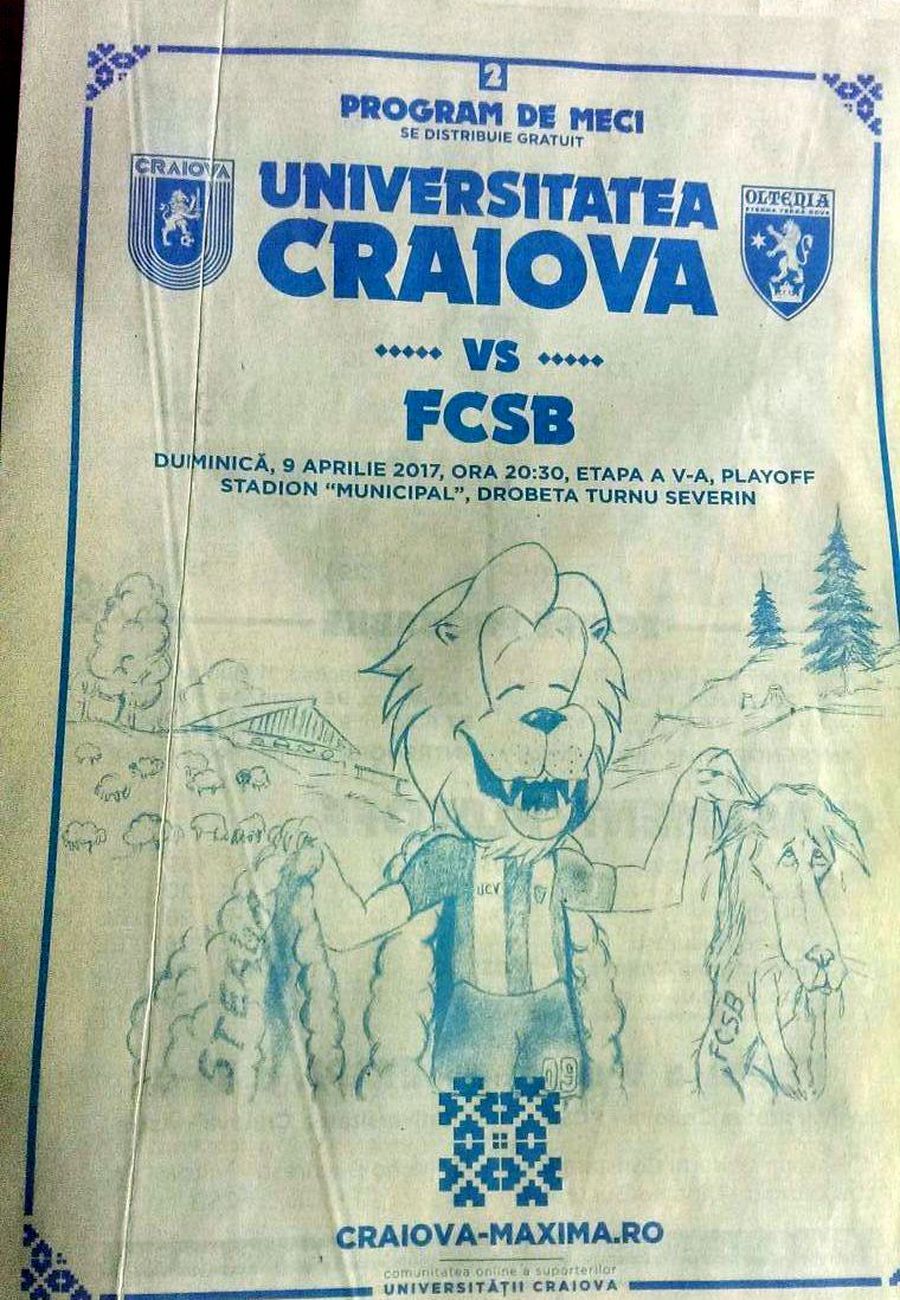 2
PROGRAM DE MECI
SE DISTRIBUIE GRATUIT
CRAIOVA
UNIVERSITATEA
CRAIOVA
OLTENIA
VS
FCSB
DUMINICĂ, 9 APRILIE 2017, ORA 20:30, ETAPA A V-A, PLAYOFF
STADION “MUNICIPAL”, DROBETA TURNU SEVERIN
UCV
STEAUA
FCSB
09
CRAIOVA-MAXIMA.RO
comunitatea online a suporterilor
UNIVERSITĂȚII CRAIOVA